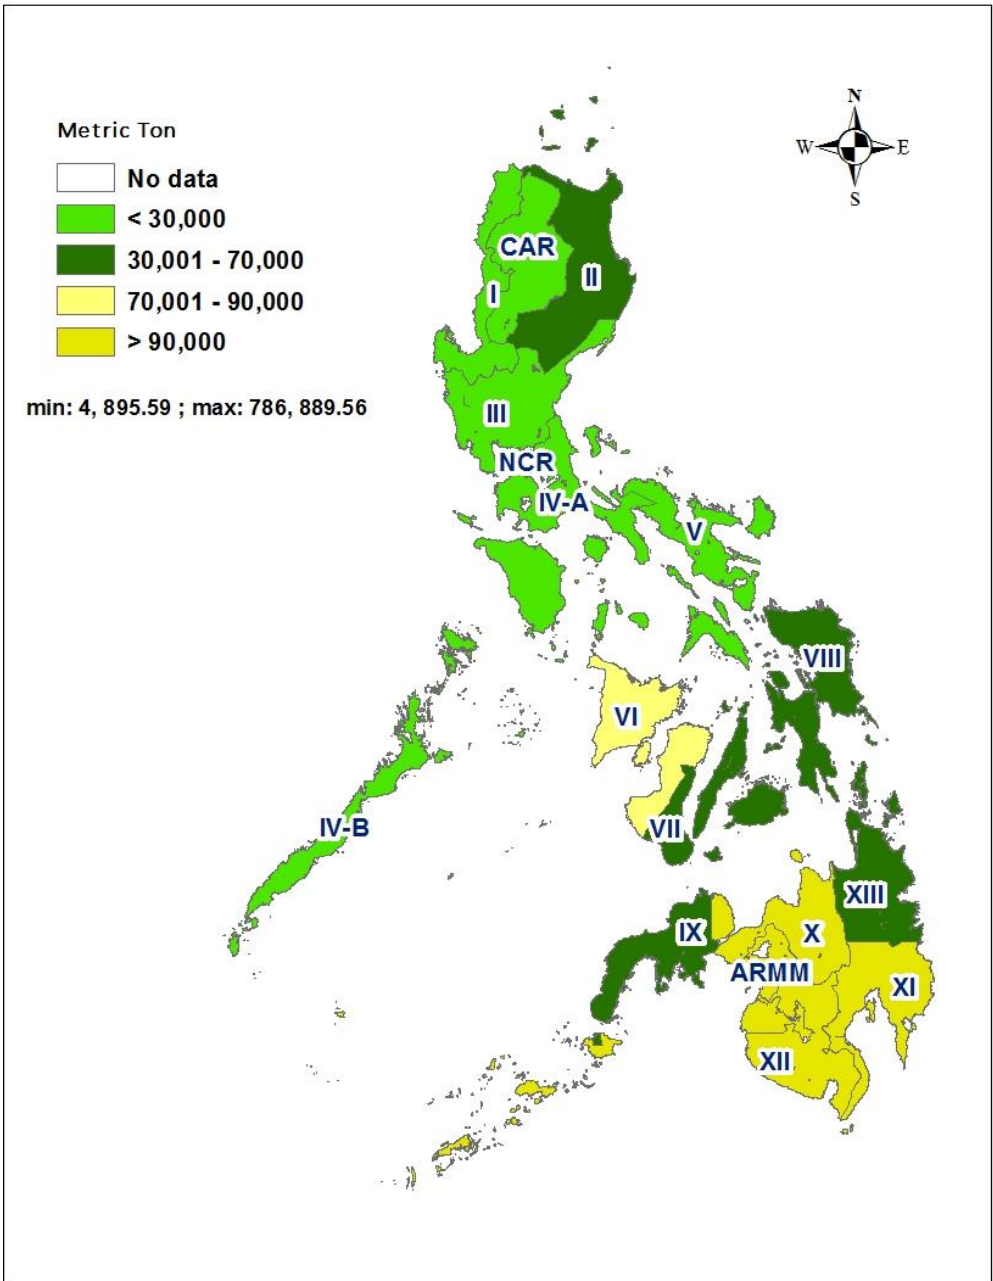 N
W E
S
Metric Ton
No data
< 30,000
30,001 - 70,000
70,001 - 90,000
> 90,000
min: 4, 895.59 ; max: 786, 889.56
CAR
II
I
III
NCR
IV-A
V
VIII
VI
IV-B
VII
XIII
IX
X
ARMM
XI
XII